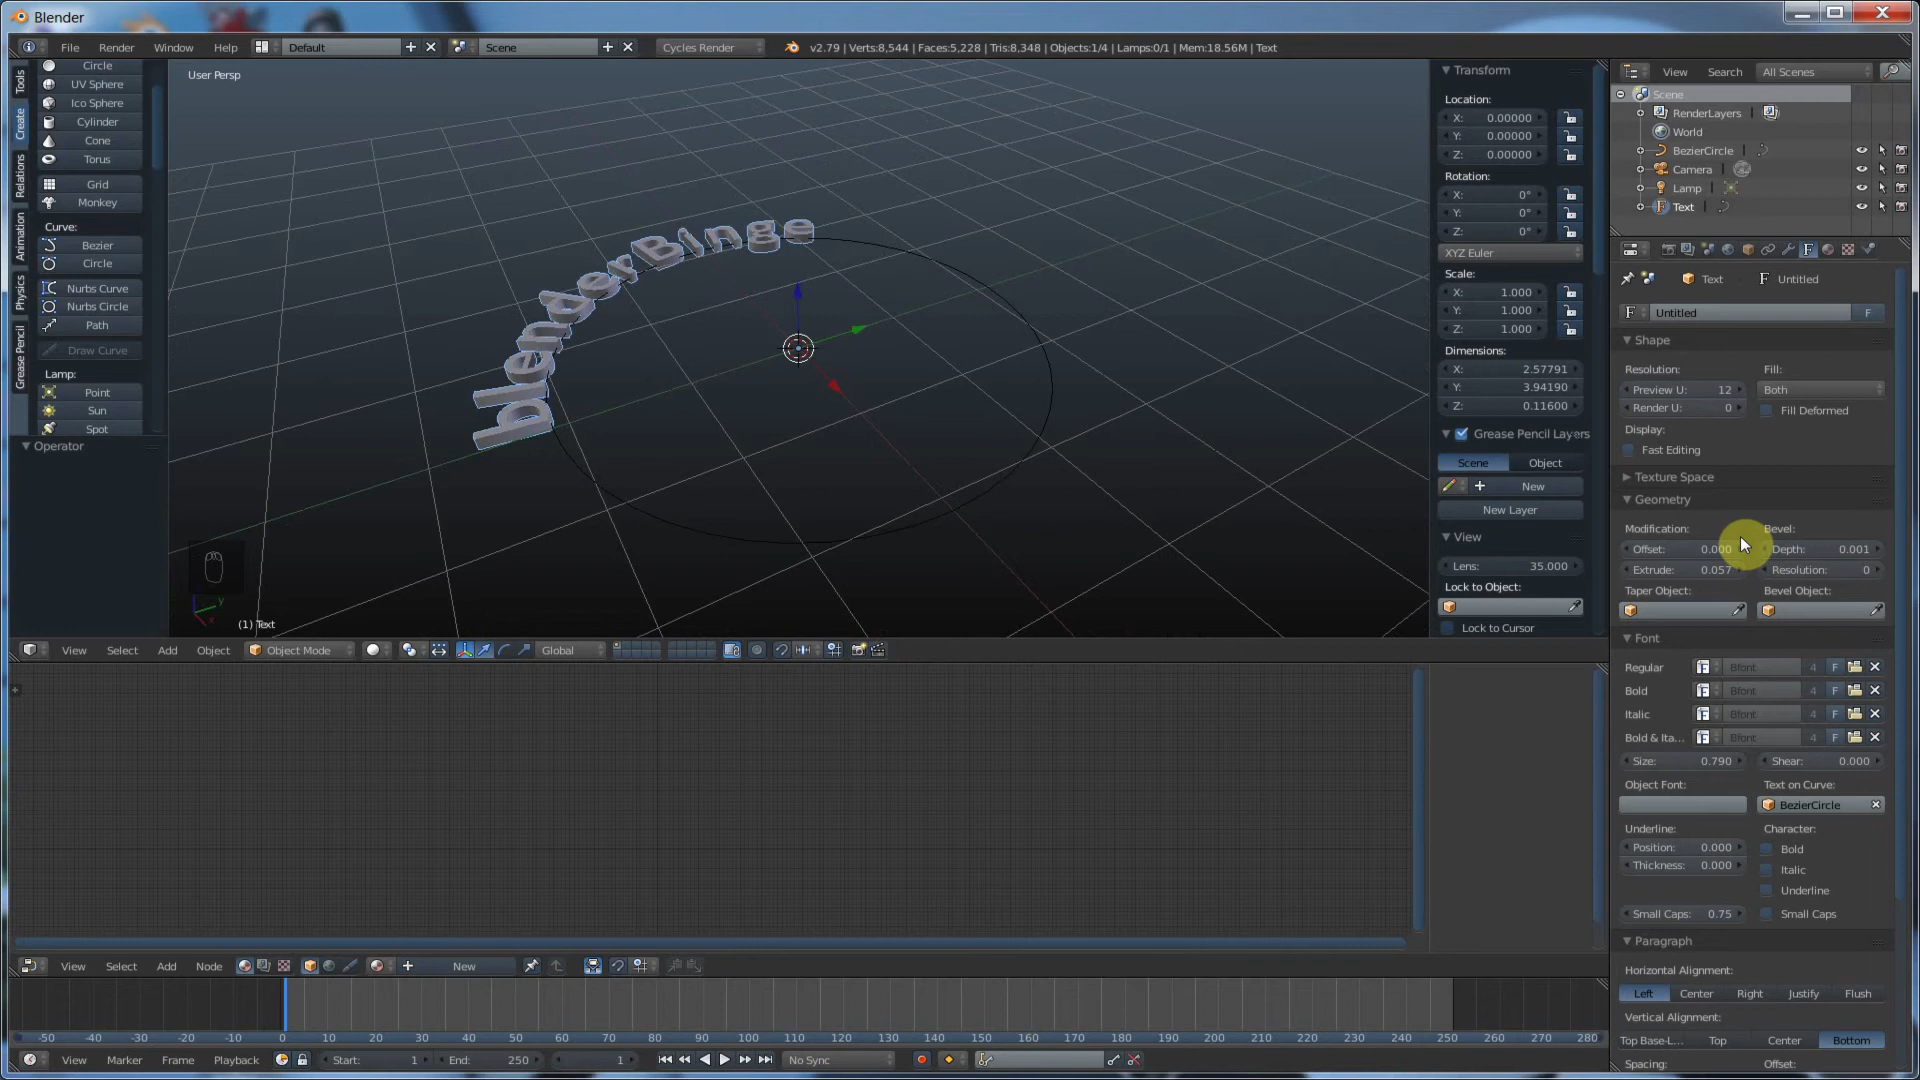 Blender
File Render Window Help Default Scene Cycles Render v2.79 | Verts:8,544 | Faces:5,228 | Tris:8,348 | Objects:1/4 | Lamps:0/1 | Mem:18.56M | Text
Tools
Create
Relations
Animation
Physics
Grease Pencil
Circle
UV Sphere
Ico Sphere
Cylinder
Cone
Torus
Grid
Monkey
Curve:
Bezier
Circle
Nurbs Curve
Nurbs Circle
Path
Draw Curve
Lamp:
Point
Sun
Spot
Operator
User Persp
blenderBinge
(1) Text
Transform
Location:
X: 0.00000
Y: 0.00000
Z: 0.00000
Rotation:
X: 0°
Y: 0°
Z: 0°
XYZ Euler
Scale:
X: 1.000
Y: 1.000
Z: 1.000
Dimensions:
X: 2.57791
Y: 3.94190
Z: 0.11600
Grease Pencil Layers
Scene Object
New
New Layer
View
Lens: 35.000
Lock to Object:
Lock to Cursor
View Search All Scenes
Scene
RenderLayers
World
BezierCircle
Camera
Lamp
Text
Text Untitled
F Untitled F
Shape
Resolution: Fill:
Preview U: 12 Both
Render U: 0 Fill Deformed
Display:
Fast Editing
Texture Space
Geometry
Modification: Bevel:
Offset: 0.000 Depth: 0.001
Extrude: 0.057 Resolution: 0
Taper Object: Bevel Object:
Font
Regular Bfont 4 F
Bold Bfont 4 F
Italic Bfont 4 F
Bold & Ita... Bfont 4 F
Size: 0.790 Shear: 0.000
Object Font: Text on Curve:
BezierCircle
Underline: Character:
Position: 0.000 Bold
Thickness: 0.000 Italic
Underline
Small Caps: 0.75 Small Caps
Paragraph
Horizontal Alignment:
Left Center Right Justify Flush
Vertical Alignment:
Top Base-L... Top Center Bottom
Spacing: Offset:
View Select Add Object Object Mode Global
View Select Add Node New
-50 -40 -30 -20 -10 0 10 20 30 40 50 60 70 80 90 100 110 120 130 140 150 160 170 180 190 200 210 220 230 240 250 260 270 280
View Marker Frame Playback Start: 1 End: 250 1 No Sync